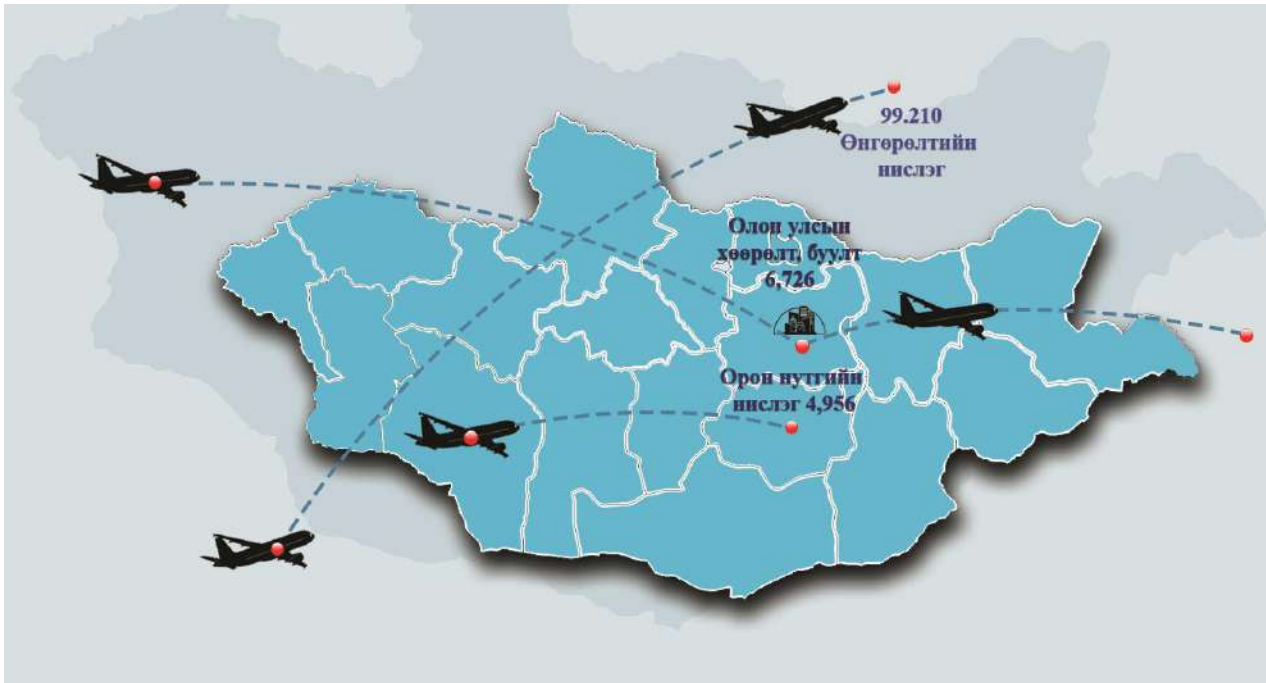 99.210
Өнгөрөлтийн
нислэг
Олон улсын
хөөрөлт, буулт
6,726
Орон нутгийн
нислэг 4,956